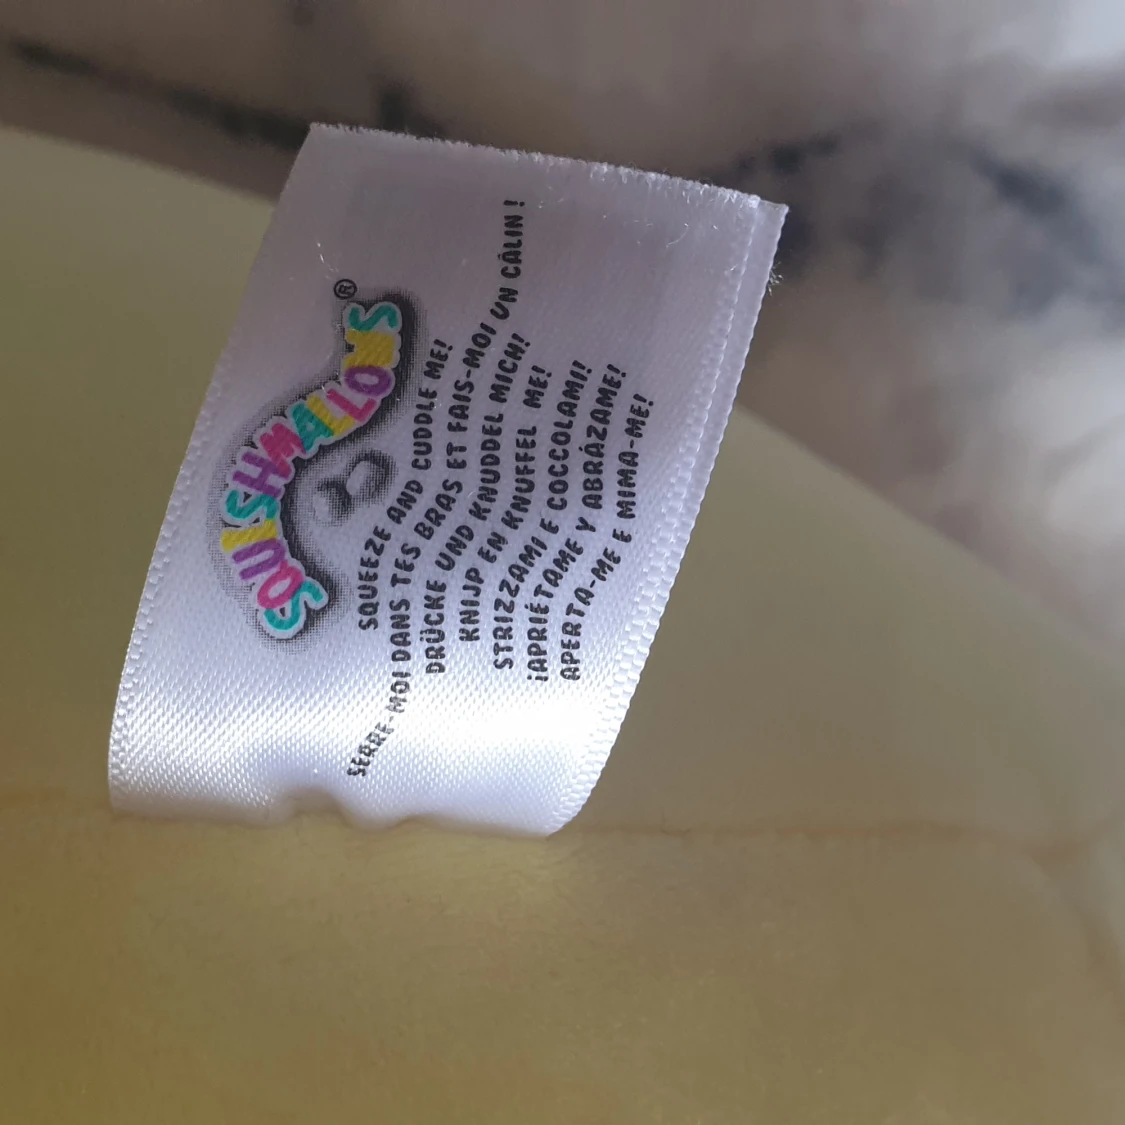 SQUISHMALLOWS®
SQUEEZE AND CUDDLE ME!
SERRE-MOI DANS TES BRAS ET FAIS-MOI UN CÂLIN !
DRÜCKE UND KNUDDEL MICH!
KNIJP EN KNUFFEL ME!
STRIZZAMI E COCCOLAMI!
¡APRIÉTAME Y ABRÁZAME!
APERTA-ME E MIMA-ME!